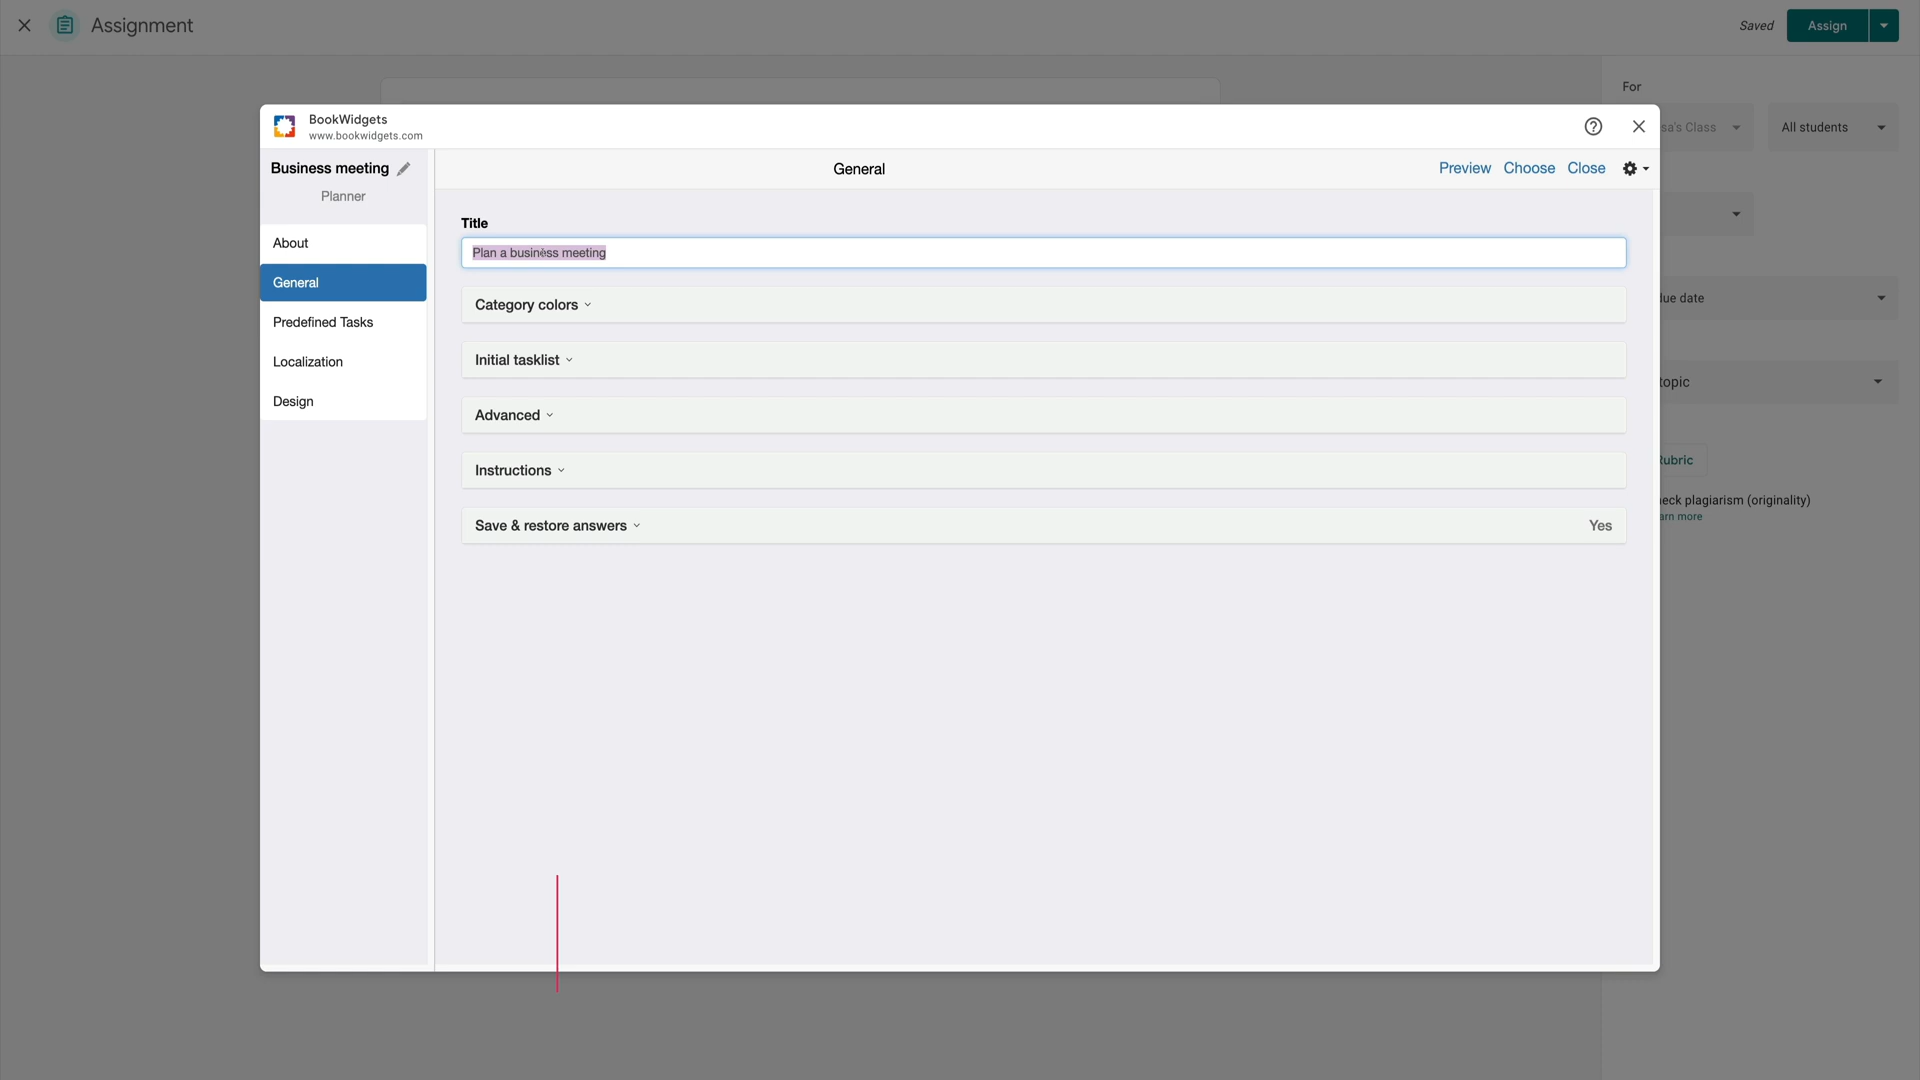 Assignment
Saved
Assign
For
sa's Class
All students
BookWidgets
www.bookwidgets.com
Business meeting
Planner
General
Preview
Choose
Close
About
General
Predefined Tasks
Localization
Design
Title
Plan a business meeting
Category colors
Initial tasklist
Advanced
Instructions
Save & restore answers
Yes
due date
topic
Rubric
eck plagiarism (originality)
arn more